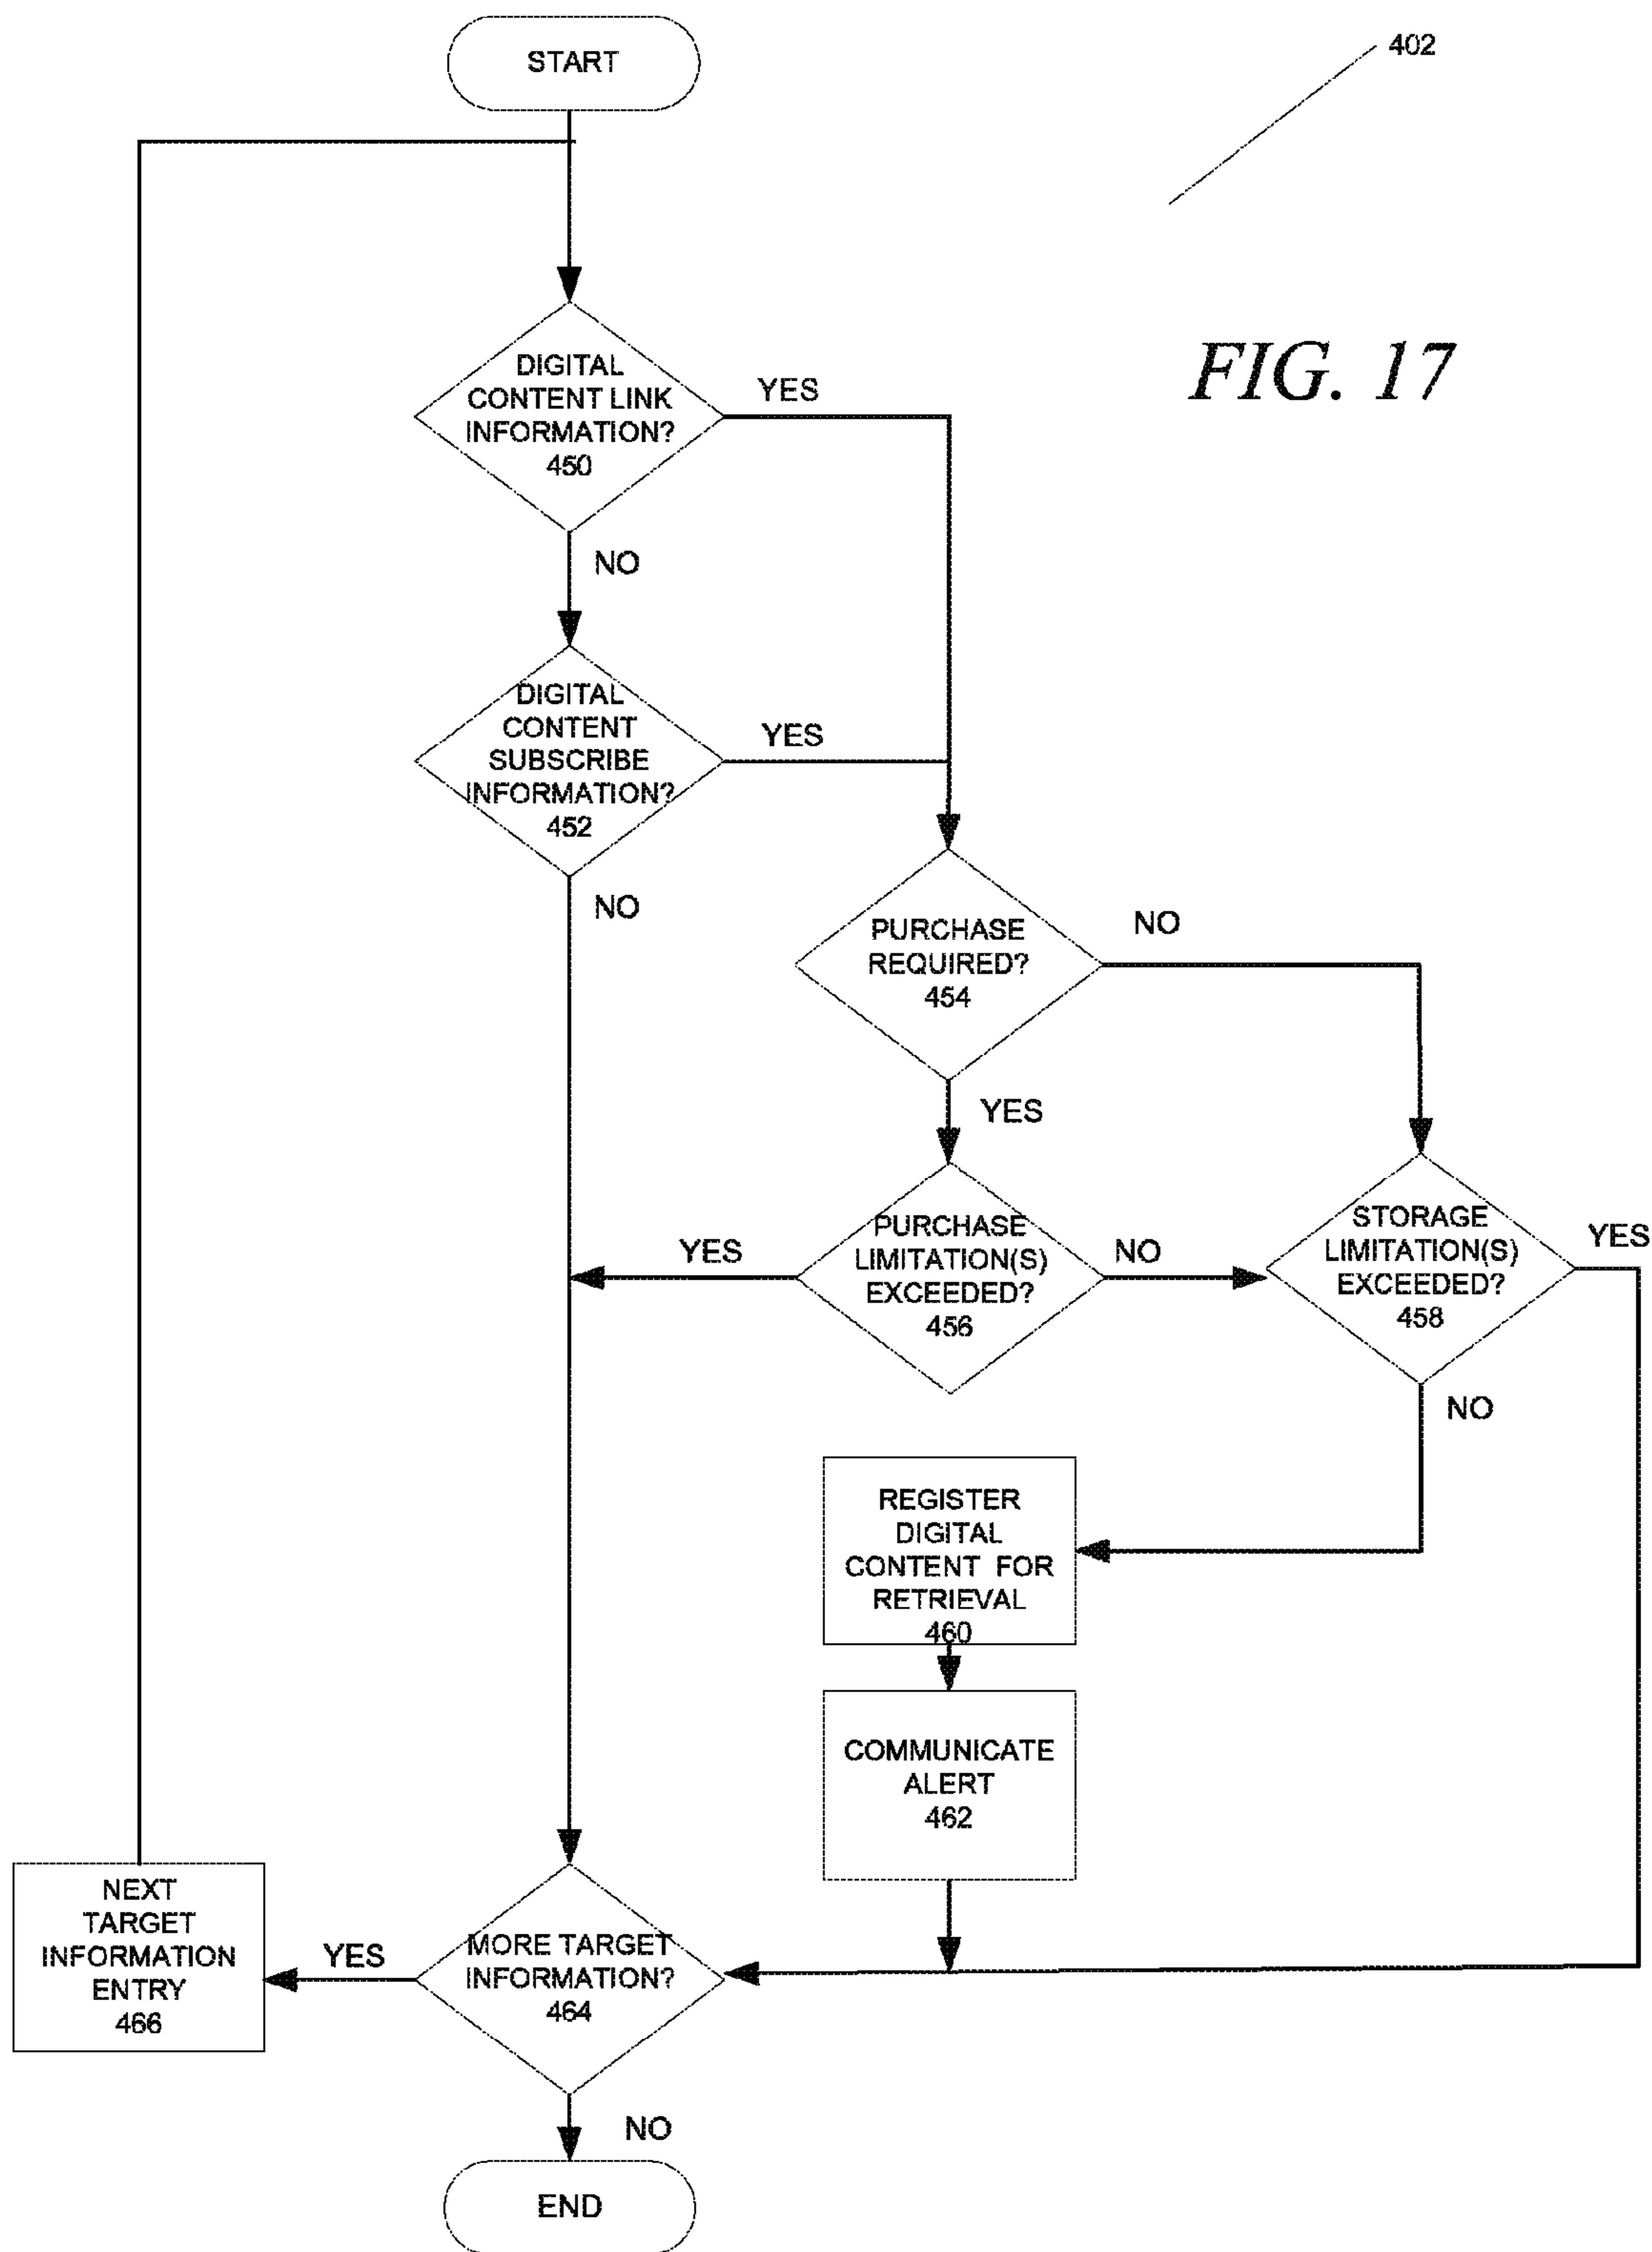 START
402
FIG. 17
DIGITAL
CONTENT LINK
INFORMATION?
450
YES
NO
DIGITAL
CONTENT
SUBSCRIBE
INFORMATION?
452
YES
NO
PURCHASE
REQUIRED?
454
NO
YES
PURCHASE
LIMITATION(S)
EXCEEDED?
456
YES
NO
STORAGE
LIMITATION(S)
EXCEEDED?
458
YES
NO
REGISTER
DIGITAL
CONTENT FOR
RETRIEVAL
460
COMMUNICATE
ALERT
462
MORE TARGET
INFORMATION?
464
YES
NEXT
TARGET
INFORMATION
ENTRY
466
NO
END